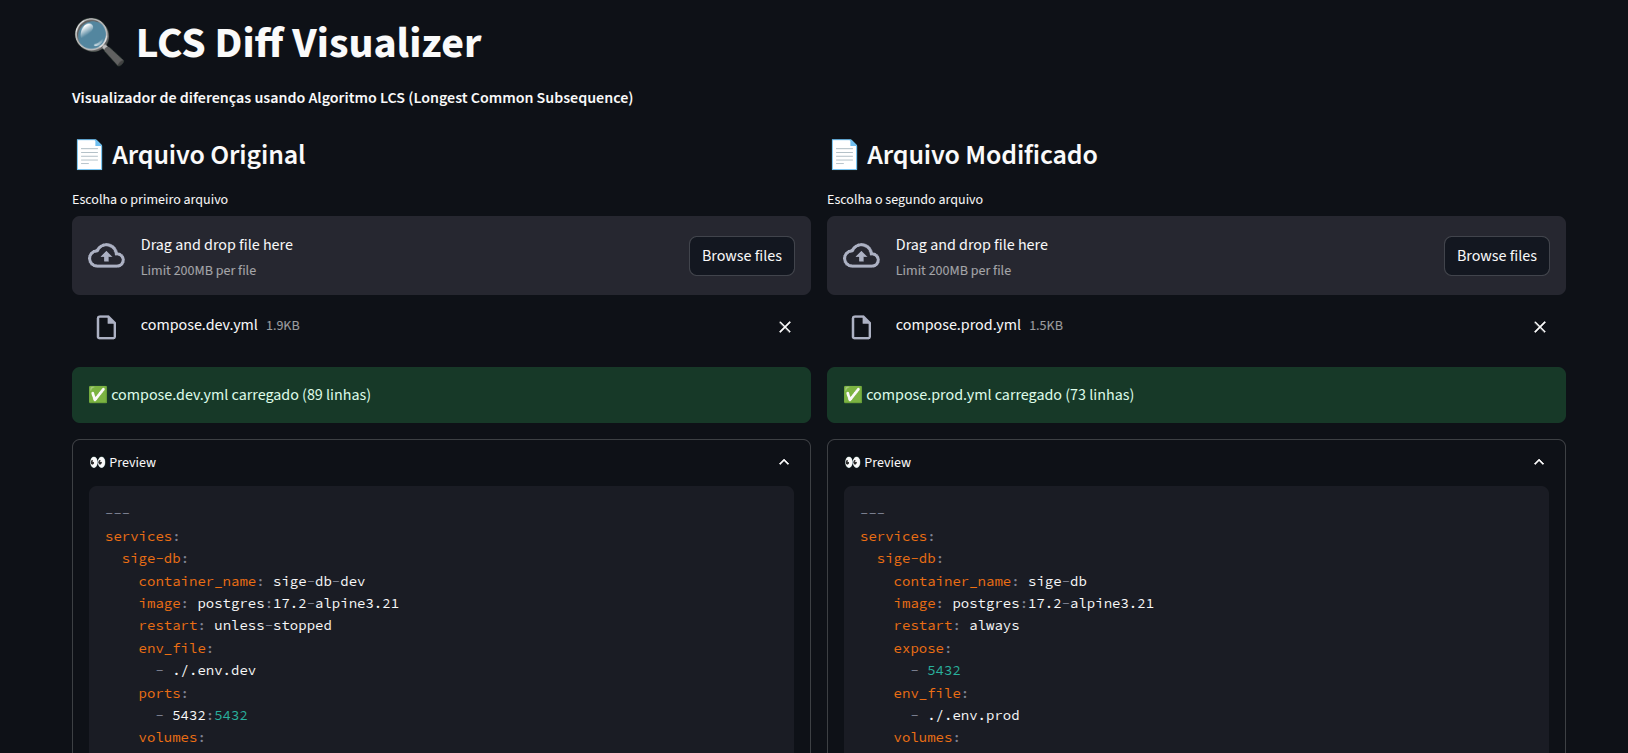 LCS Diff Visualizer
Visualizador de diferenças usando Algoritmo LCS (Longest Common Subsequence)
Arquivo Original
Escolha o primeiro arquivo
Drag and drop file here
Limit 200MB per file
Browse files
compose.dev.yml 1.9KB
✅ compose.dev.yml carregado (89 linhas)
👀 Preview
---
services:
  sige-db:
    container_name: sige-db-dev
    image: postgres:17.2-alpine3.21
    restart: unless-stopped
    env_file:
      - ./.env.dev
    ports:
      - 5432:5432
    volumes:
Arquivo Modificado
Escolha o segundo arquivo
Drag and drop file here
Limit 200MB per file
Browse files
compose.prod.yml 1.5KB
✅ compose.prod.yml carregado (73 linhas)
👀 Preview
---
services:
  sige-db:
    container_name: sige-db
    image: postgres:17.2-alpine3.21
    restart: always
    expose:
      - 5432
    env_file:
      - ./.env.prod
    volumes: